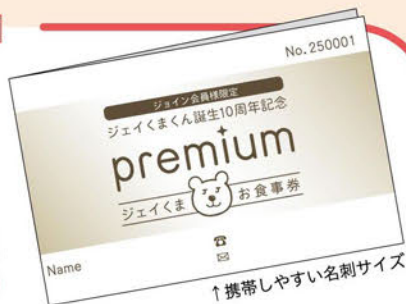 No.250001
ジョイン会員様限定
ジェイくまくん誕生10周年記念
premium
ジェイくま お食事券
Name
↑携帯しやすい名刺サイズ